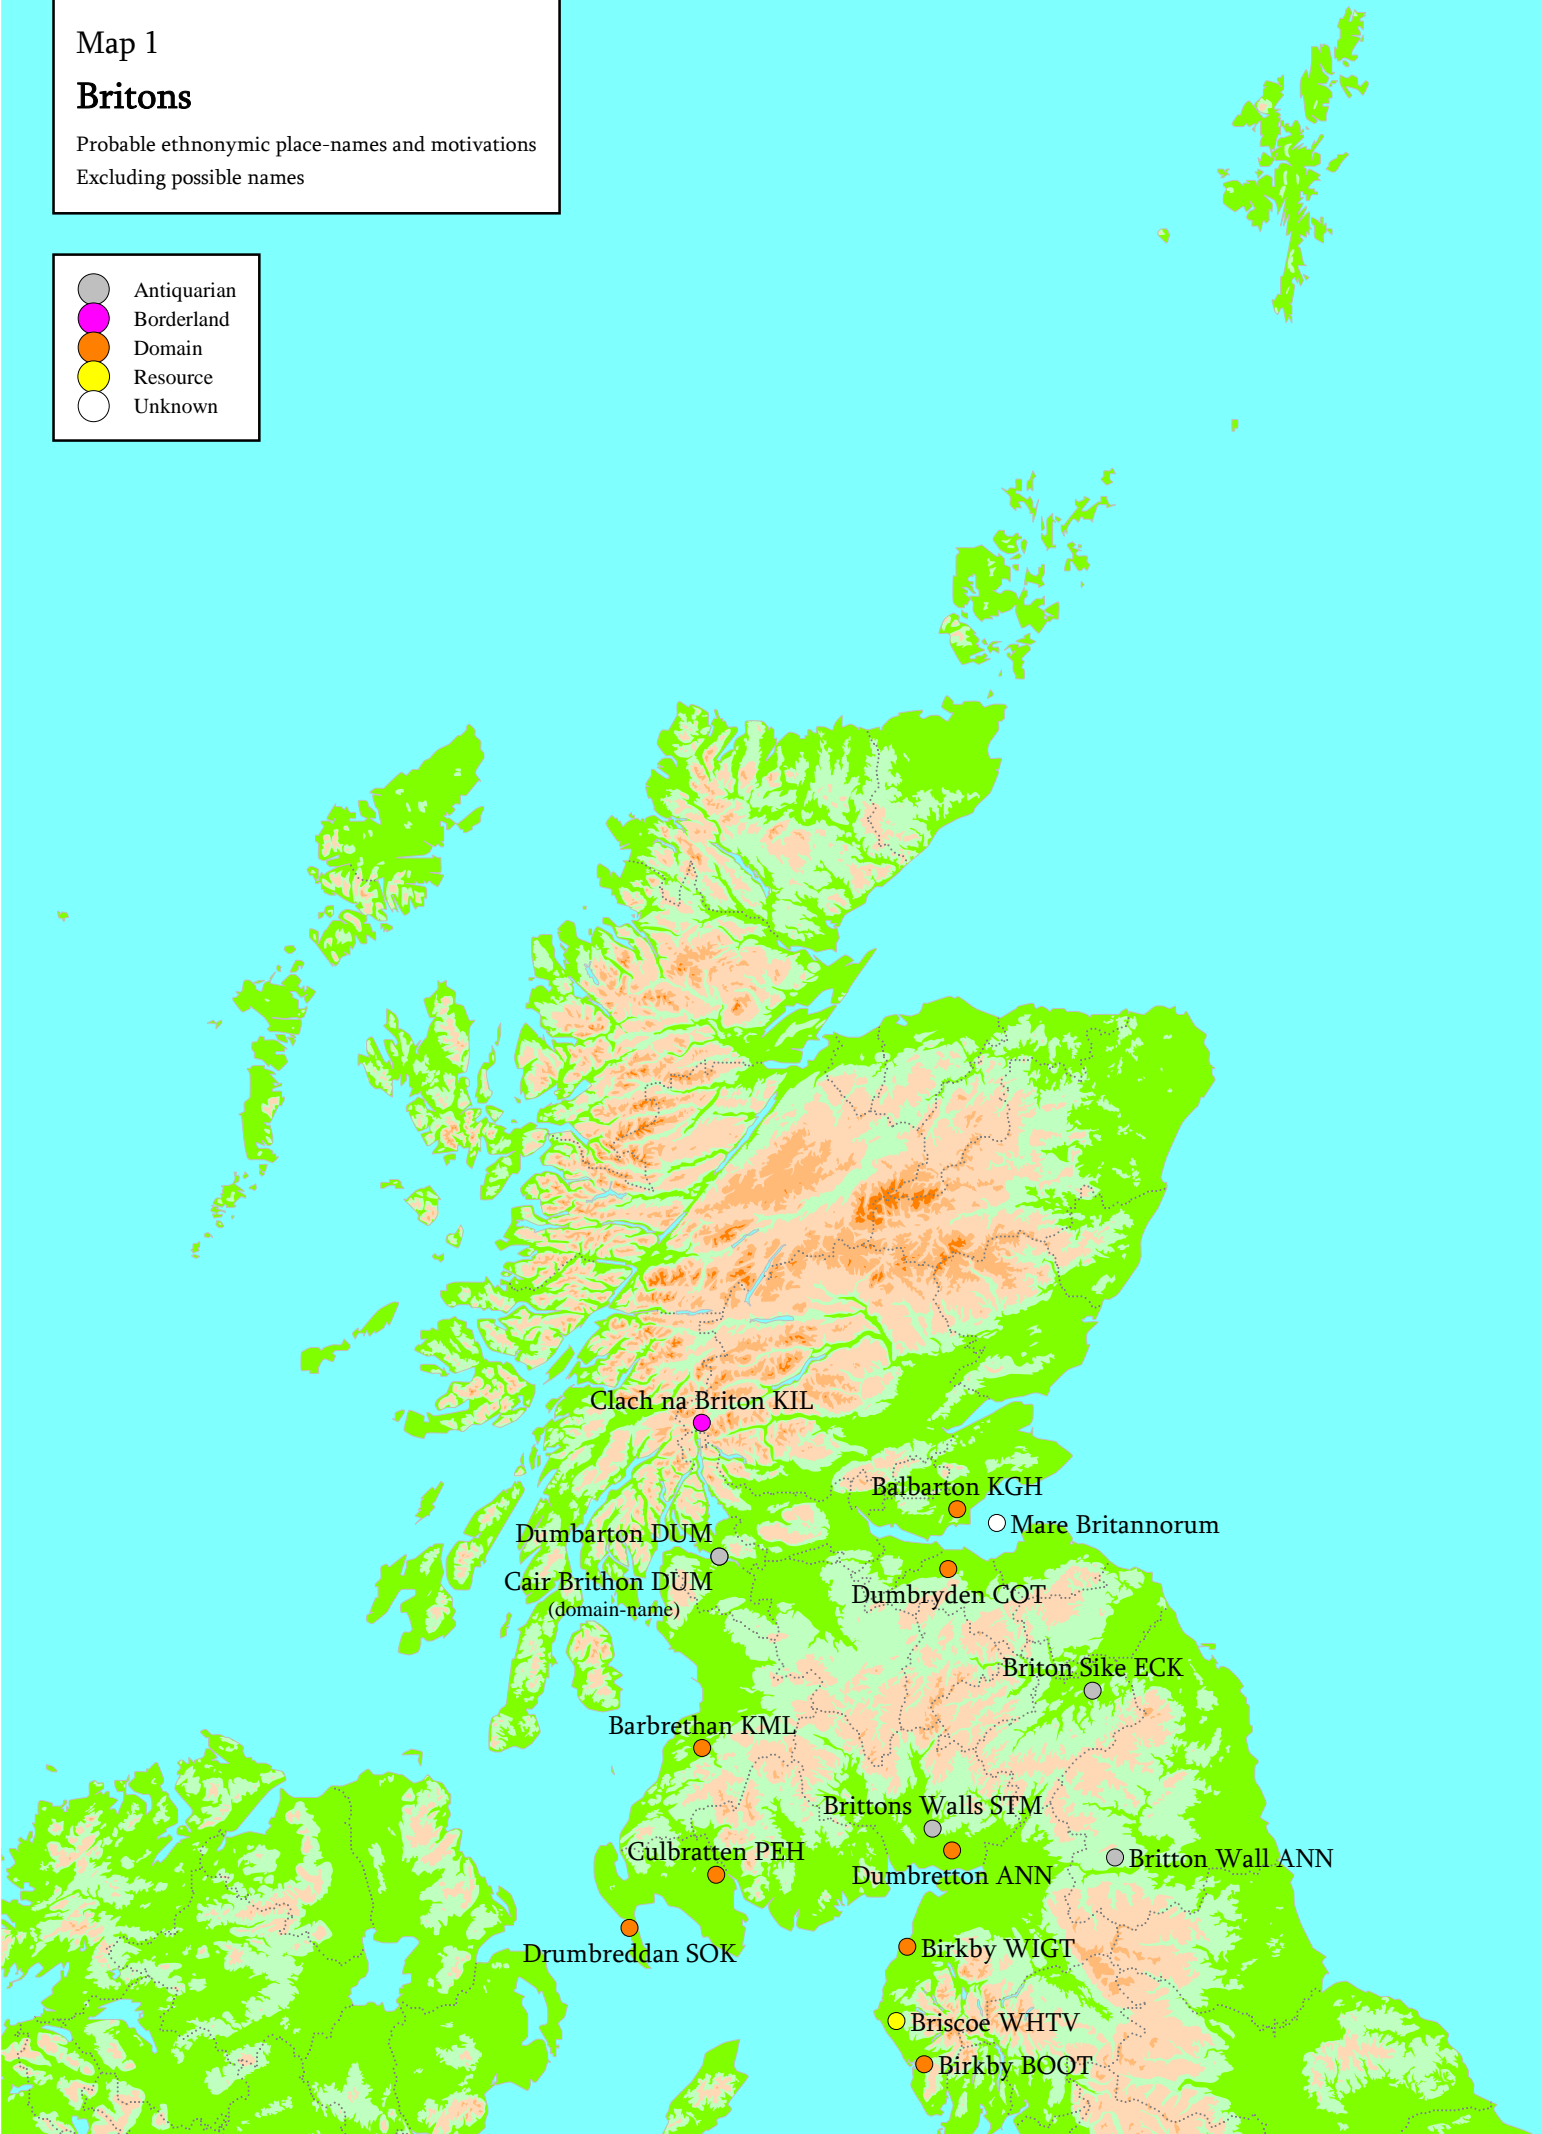 Map 1
Britons
Probable ethnonymic place-names and motivations
Excluding possible names
Antiquarian
Borderland
Domain
Resource
Unknown
Clach na Briton KIL
Balbarton KGH
Mare Britannorum
Dumbarton DUM
Cair Brithon DUM
(domain-name)
Dumbryden COT
Briton Sike ECK
Barbrethan KML
Brittons Walls STM
Culbratten PEH
Britton Wall ANN
Dumbretton ANN
Drumbreddan SOK
Birkby WIGT
Briscoe WHTV
Birkby BOOT